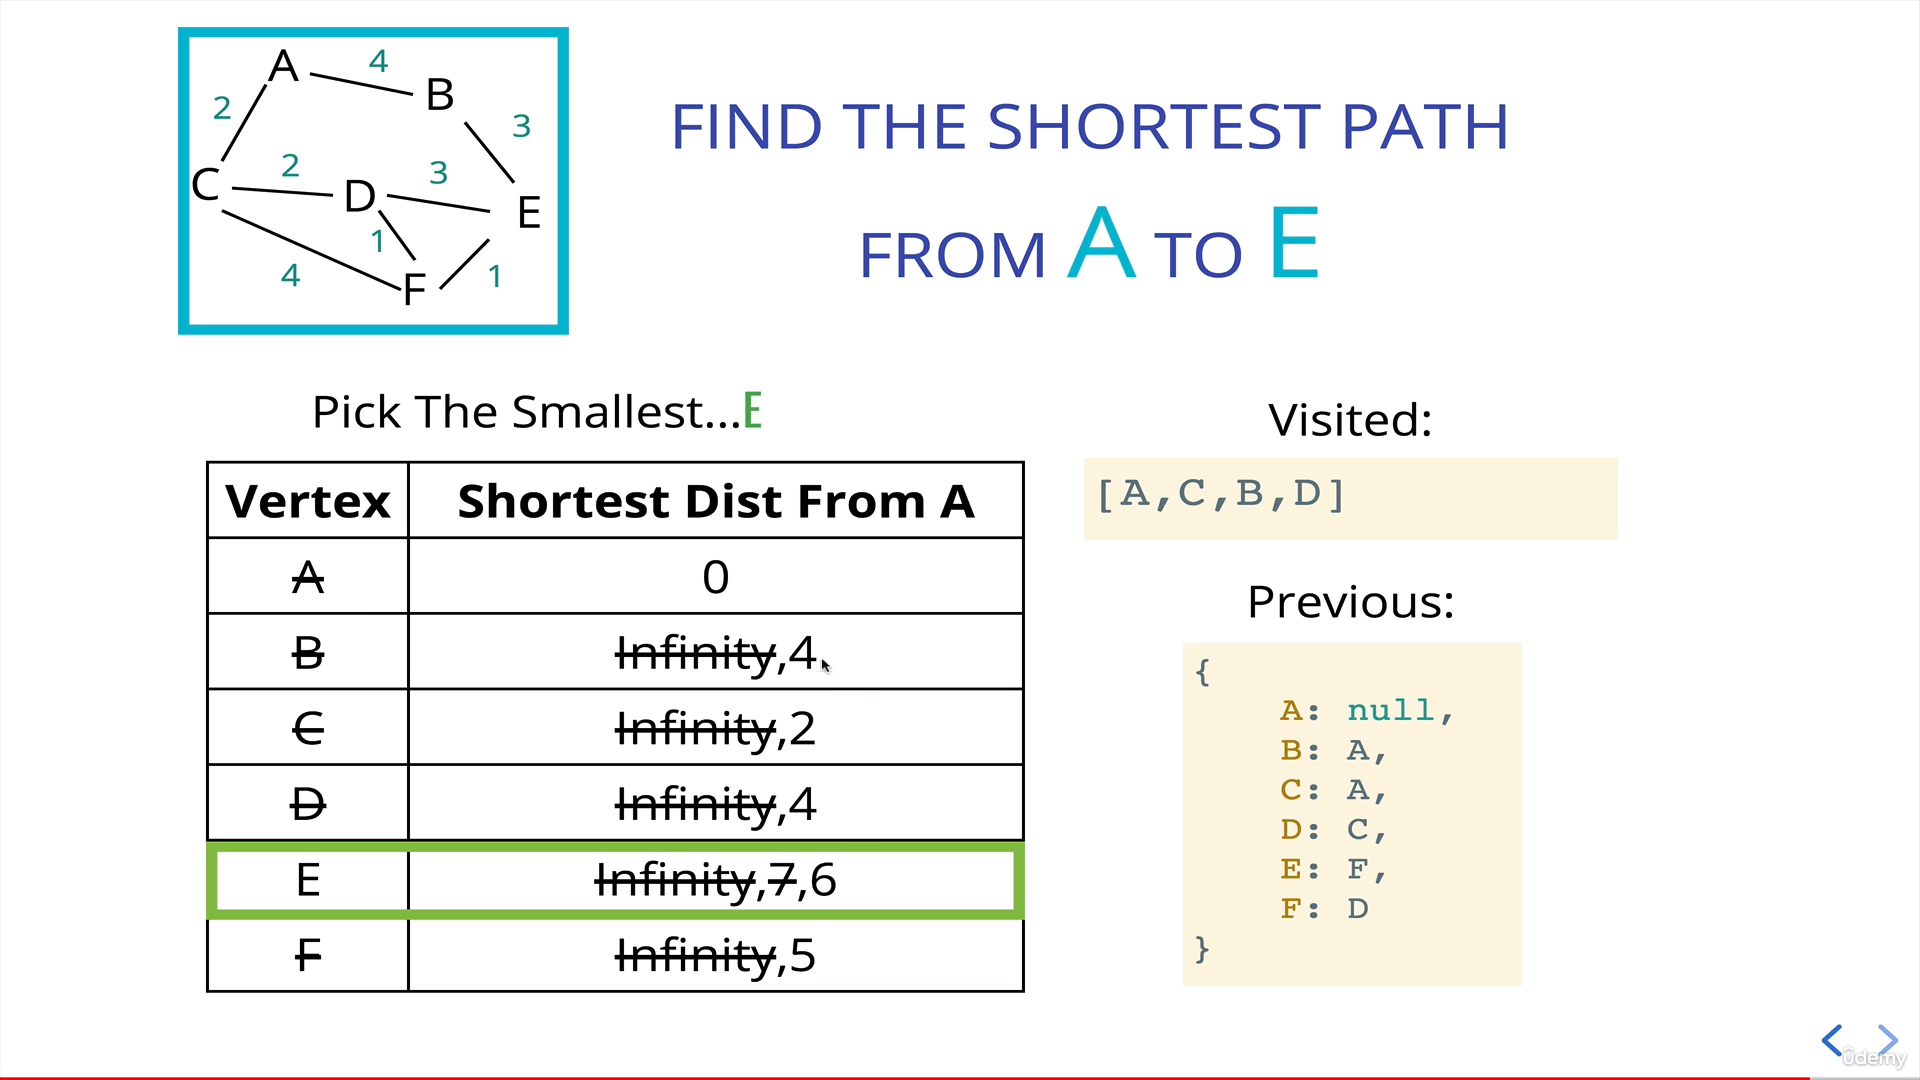 A 4 B
2 3
C 2 D 3 E
1
4 F 1
FIND THE SHORTEST PATH
FROM A TO E
Pick The Smallest...E
Vertex Shortest Dist From A
A 0
B Infinity,4
C Infinity,2
D Infinity,4
E Infinity,7,6
F Infinity,5
Visited:
[A,C,B,D]
Previous:
{
A: null,
B: A,
C: A,
D: C,
E: F,
F: D
}
ûdemy